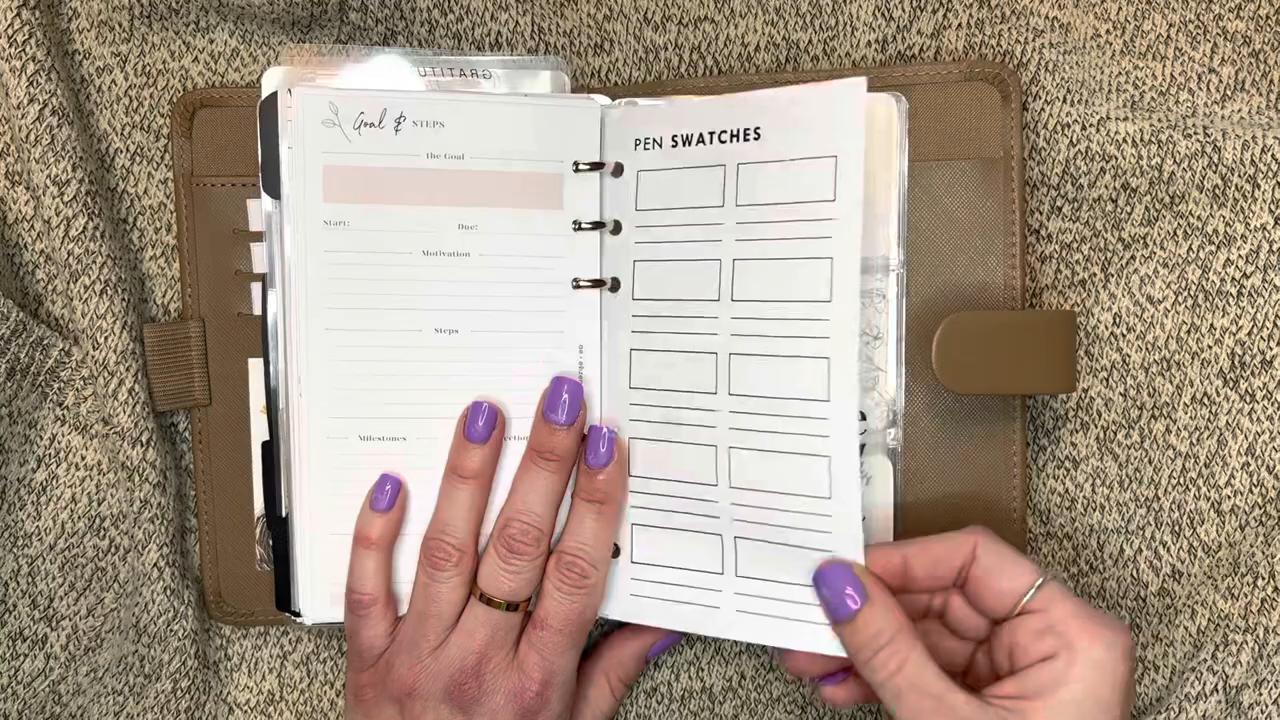 GRATITU
Goal & STEPS
the Goal
Start: Due:
Motivation
Steps
Milestones
PEN SWATCHES